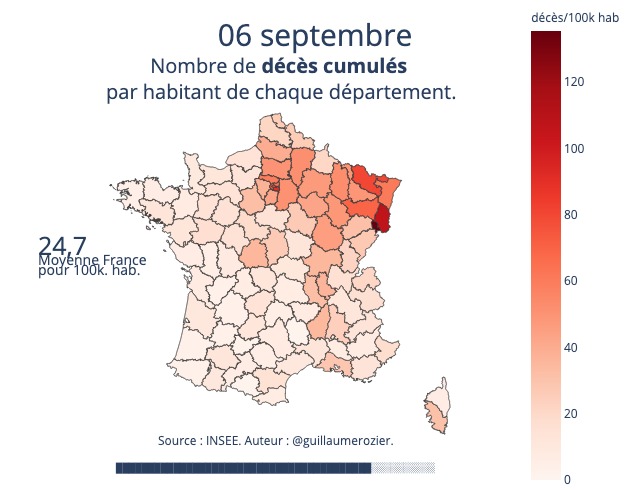 06 septembre
Nombre de décès cumulés
par habitant de chaque département.
décès/100k hab
120
100
80
60
40
20
0
24,7
Moyenne France
pour 100k. hab.
Source : INSEE. Auteur : @guillaumerozier.